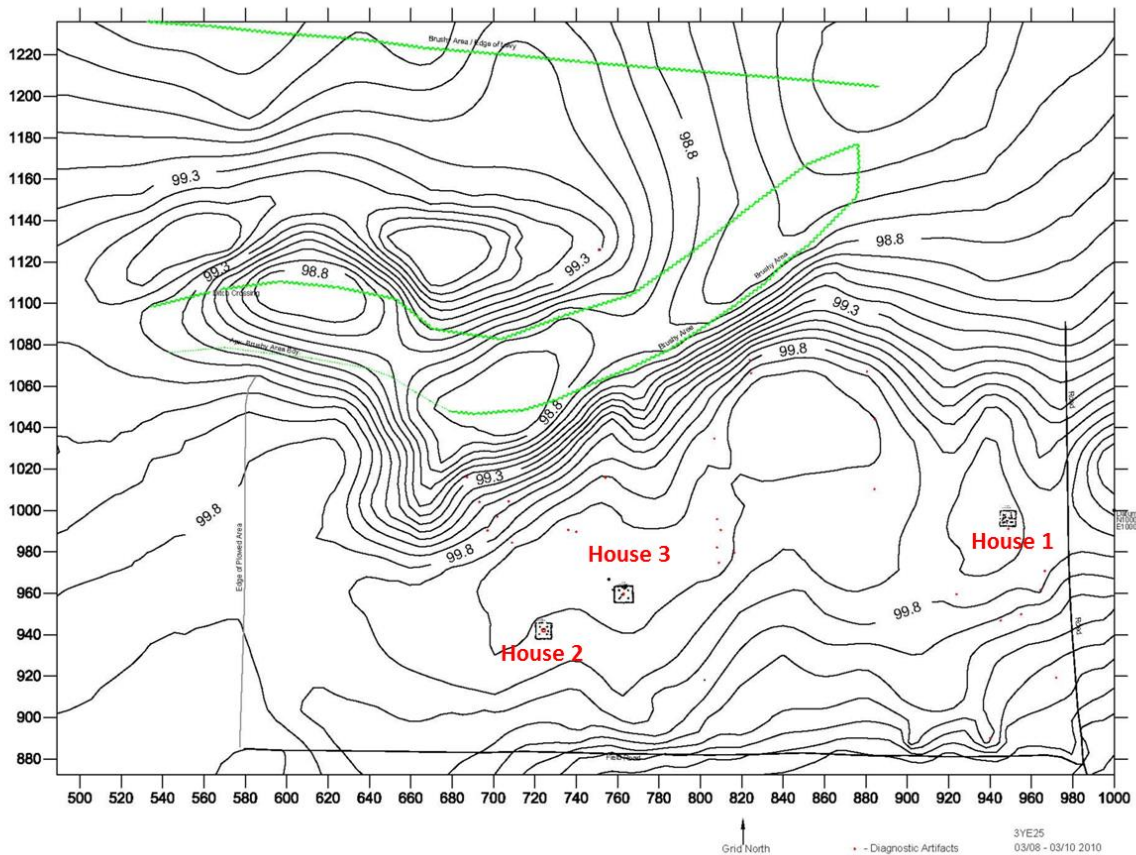 1220
1200
1180
1160
1140
1120
1100
1080
1060
1040
1020
1000
980
960
940
920
900
880
Brushy Area / Edge of Levy
98.8
99.3
99.3
98.8
99.3
98.8
Ditch Crossing
Brushy Area
99.3
Brushy Area
99.8
98.8
Road
99.3
99.8
Edge of Plowed Area
99.8
House 3
House 1
Datum
N1000
E1000
House 2
99.8
Road
Field Road
500 520 540 560 580 600 620 640 660 680 700 720 740 760 780 800 820 840 860 880 900 920 940 960 980 1000
Grid North
- Diagnostic Artifacts
3YE25
03/08 - 03/10 2010